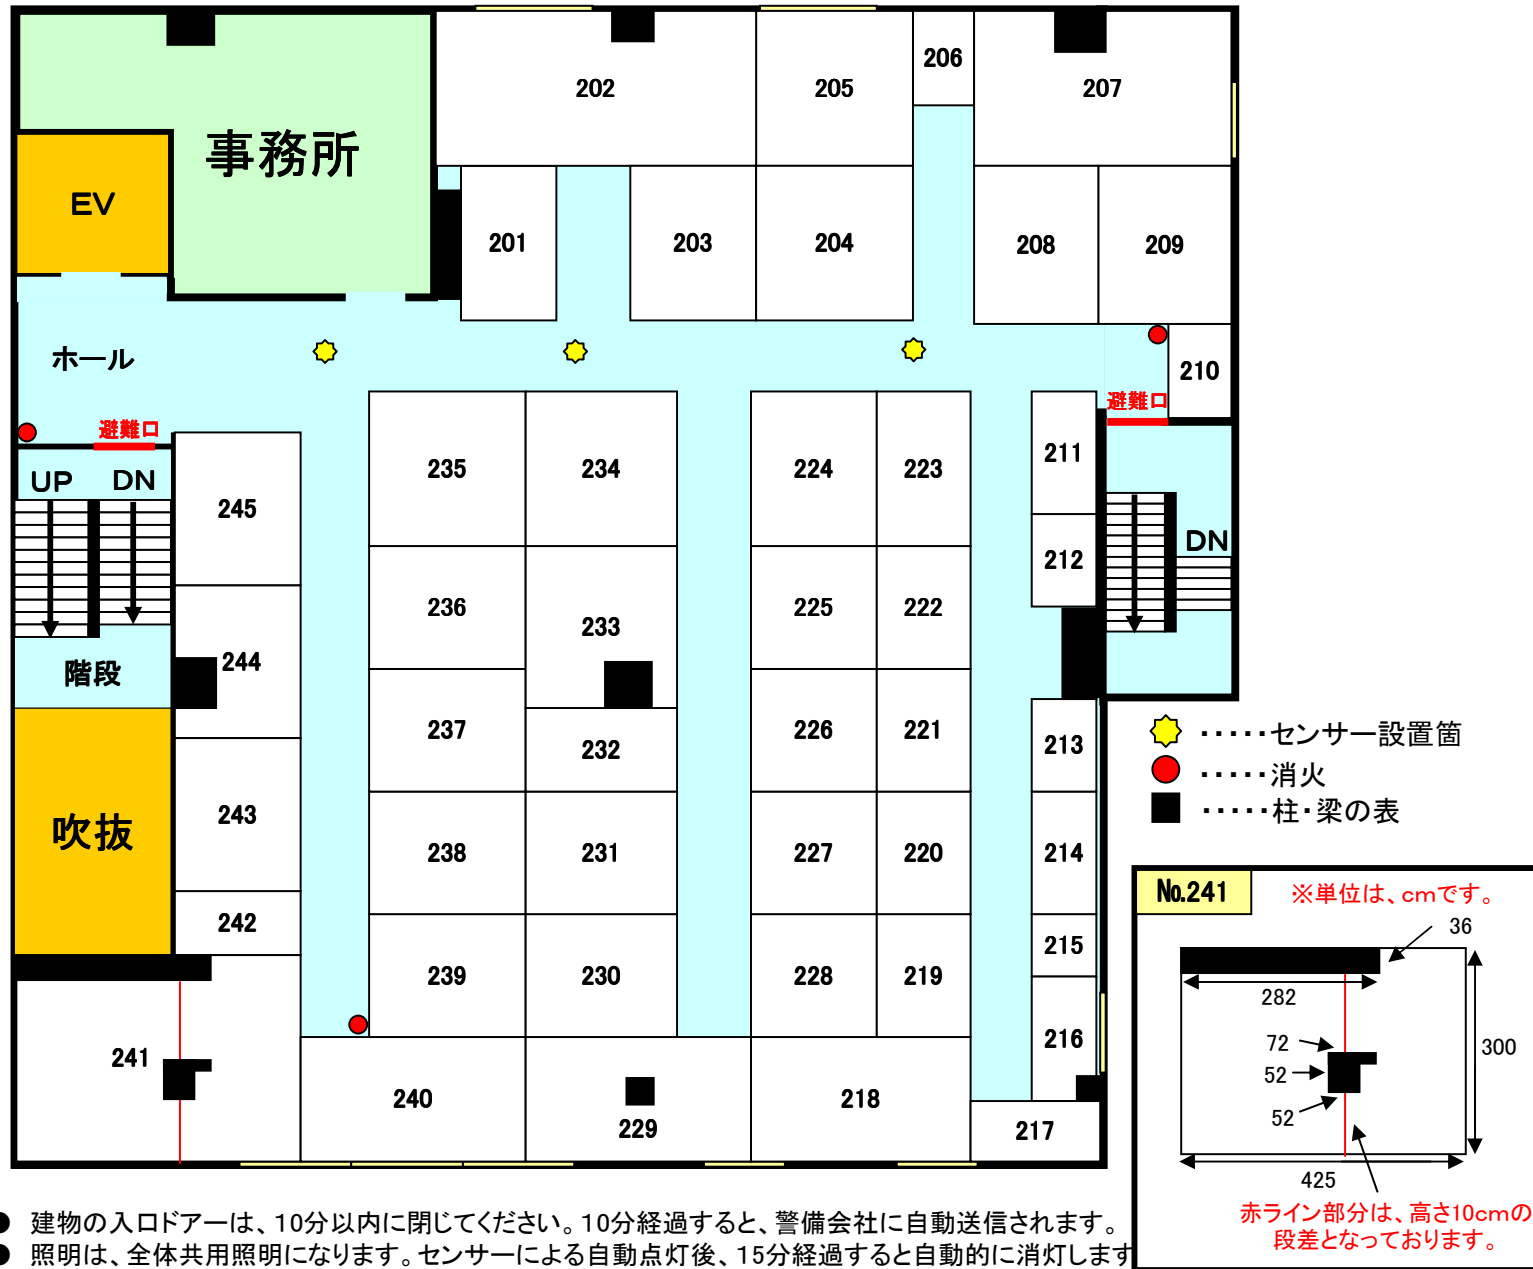 202
205
206
207
事務所
EV
201
203
204
208
209
ホール
210
避難口
避難口
UP
DN
235
234
224
223
211
245
212
DN
236
233
225
222
244
階段
237
232
226
221
213
・・・・・センサー設置箇
・・・・・消火
・・・・・柱・梁の表
吹抜
243
238
231
227
220
214
242
239
230
228
219
215
216
241
240
229
218
217
No.241
※単位は、cmです。
36
282
72
52
52
300
425
赤ライン部分は、高さ10cmの
段差となっております。
● 建物の入口ドアーは、10分以内に閉じてください。10分経過すると、警備会社に自動送信されます。
● 照明は、全体共用照明になります。センサーによる自動点灯後、15分経過すると自動的に消灯します